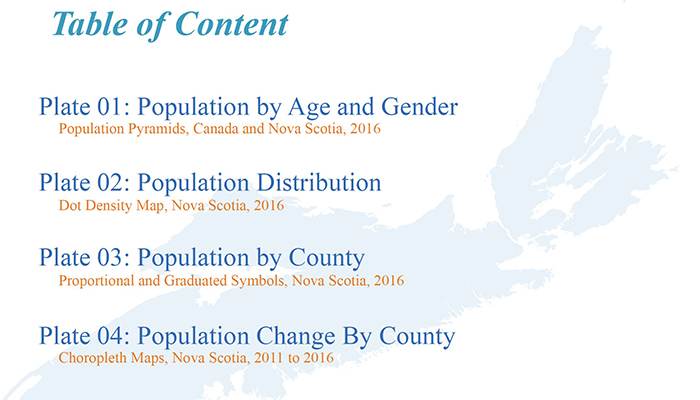 Table of Content
Plate 01: Population by Age and Gender
Population Pyramids, Canada and Nova Scotia, 2016
Plate 02: Population Distribution
Dot Density Map, Nova Scotia, 2016
Plate 03: Population by County
Proportional and Graduated Symbols, Nova Scotia, 2016
Plate 04: Population Change By County
Choropleth Maps, Nova Scotia, 2011 to 2016